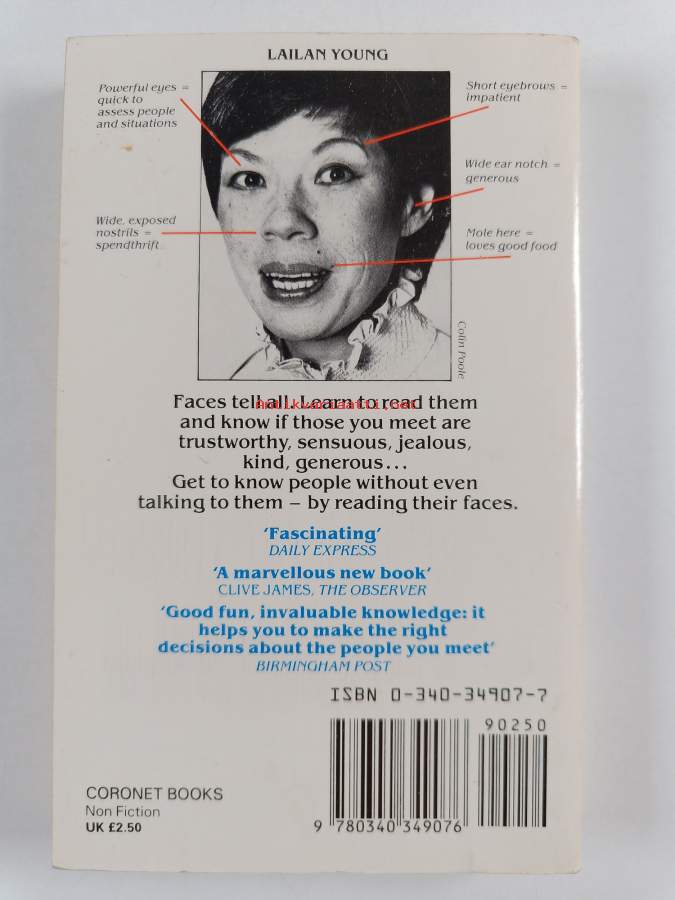 LAILAN YOUNG
Powerful eyes =
quick to
assess people
and situations
Short eyebrows =
impatient
Wide ear notch =
generous
Wide, exposed
nostrils =
spendthrift
Mole here =
loves good food
Colin Poole
Faces tell all. Learn to read them
Antikvariaatti.net
and know if those you meet are
trustworthy, sensuous, jealous,
kind, generous...
Get to know people without even
talking to them – by reading their faces.
‘Fascinating’
DAILY EXPRESS
‘A marvellous new book’
CLIVE JAMES, THE OBSERVER
‘Good fun, invaluable knowledge: it
helps you to make the right
decisions about the people you meet’
BIRMINGHAM POST
ISBN 0-340-34907-7
90250
CORONET BOOKS
Non Fiction
UK £2.50
9 780340 349076